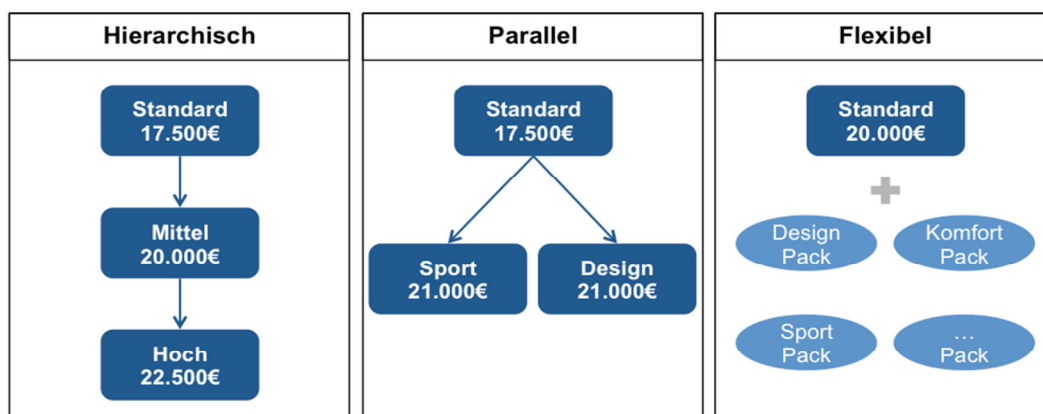 Hierarchisch
Standard
17.500€
Mittel
20.000€
Hoch
22.500€
Parallel
Standard
17.500€
Sport
21.000€
Design
21.000€
Flexibel
Standard
20.000€
Design
Pack
Komfort
Pack
Sport
Pack
...
Pack